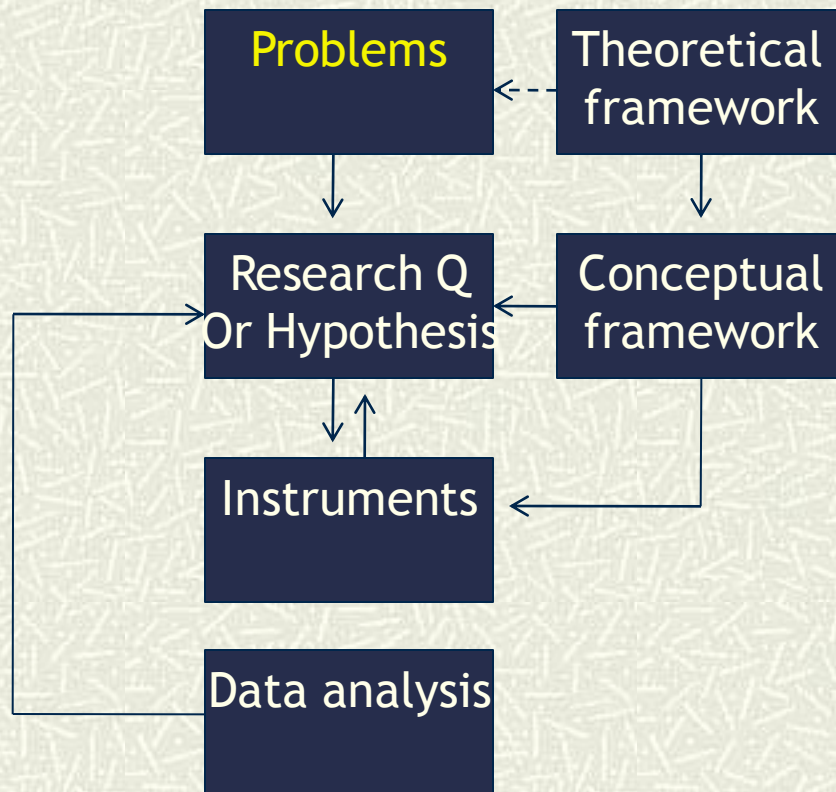 Problems
Theoretical
framework
Research Q
Or Hypothesis
Conceptual
framework
Instruments
Data analysis